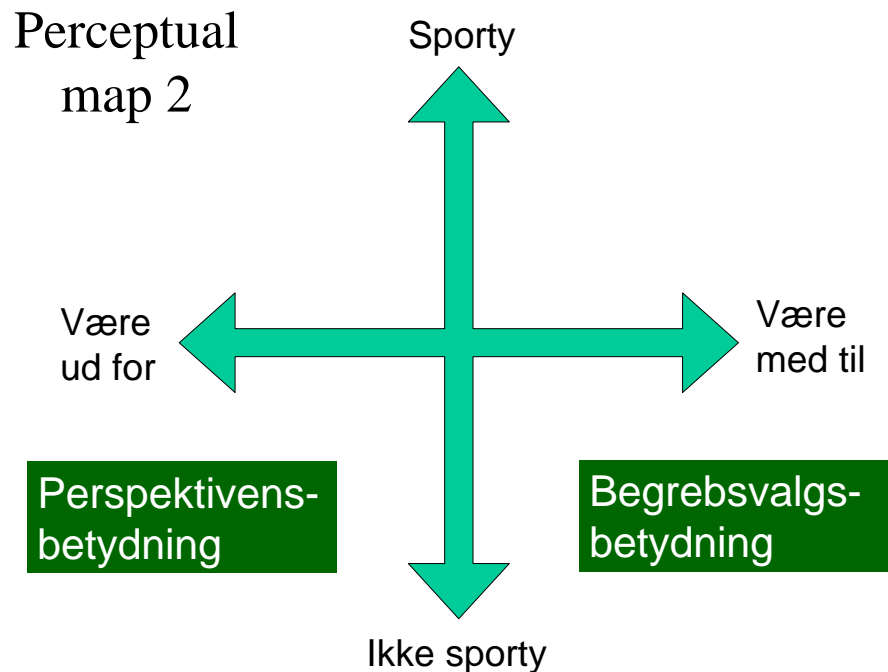 Perceptual
map 2
Sporty
Være
ud for
Være
med til
Perspektivens-
betydning
Begrebsvalgs-
betydning
Ikke sporty